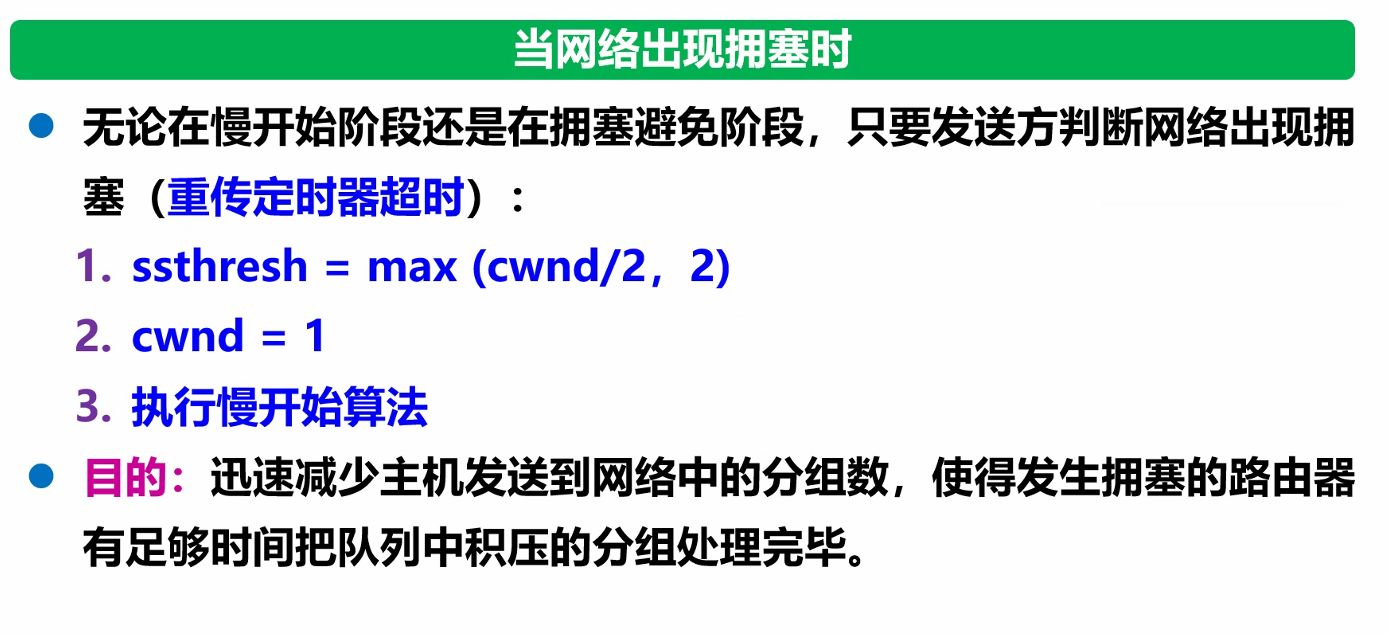 当网络出现拥塞时
● 无论在慢开始阶段还是在拥塞避免阶段，只要发送方判断网络出现拥
塞（重传定时器超时）：
1. ssthresh = max (cwnd/2，2)
2. cwnd = 1
3. 执行慢开始算法
● 目的：迅速减少主机发送到网络中的分组数，使得发生拥塞的路由器
有足够时间把队列中积压的分组处理完毕。